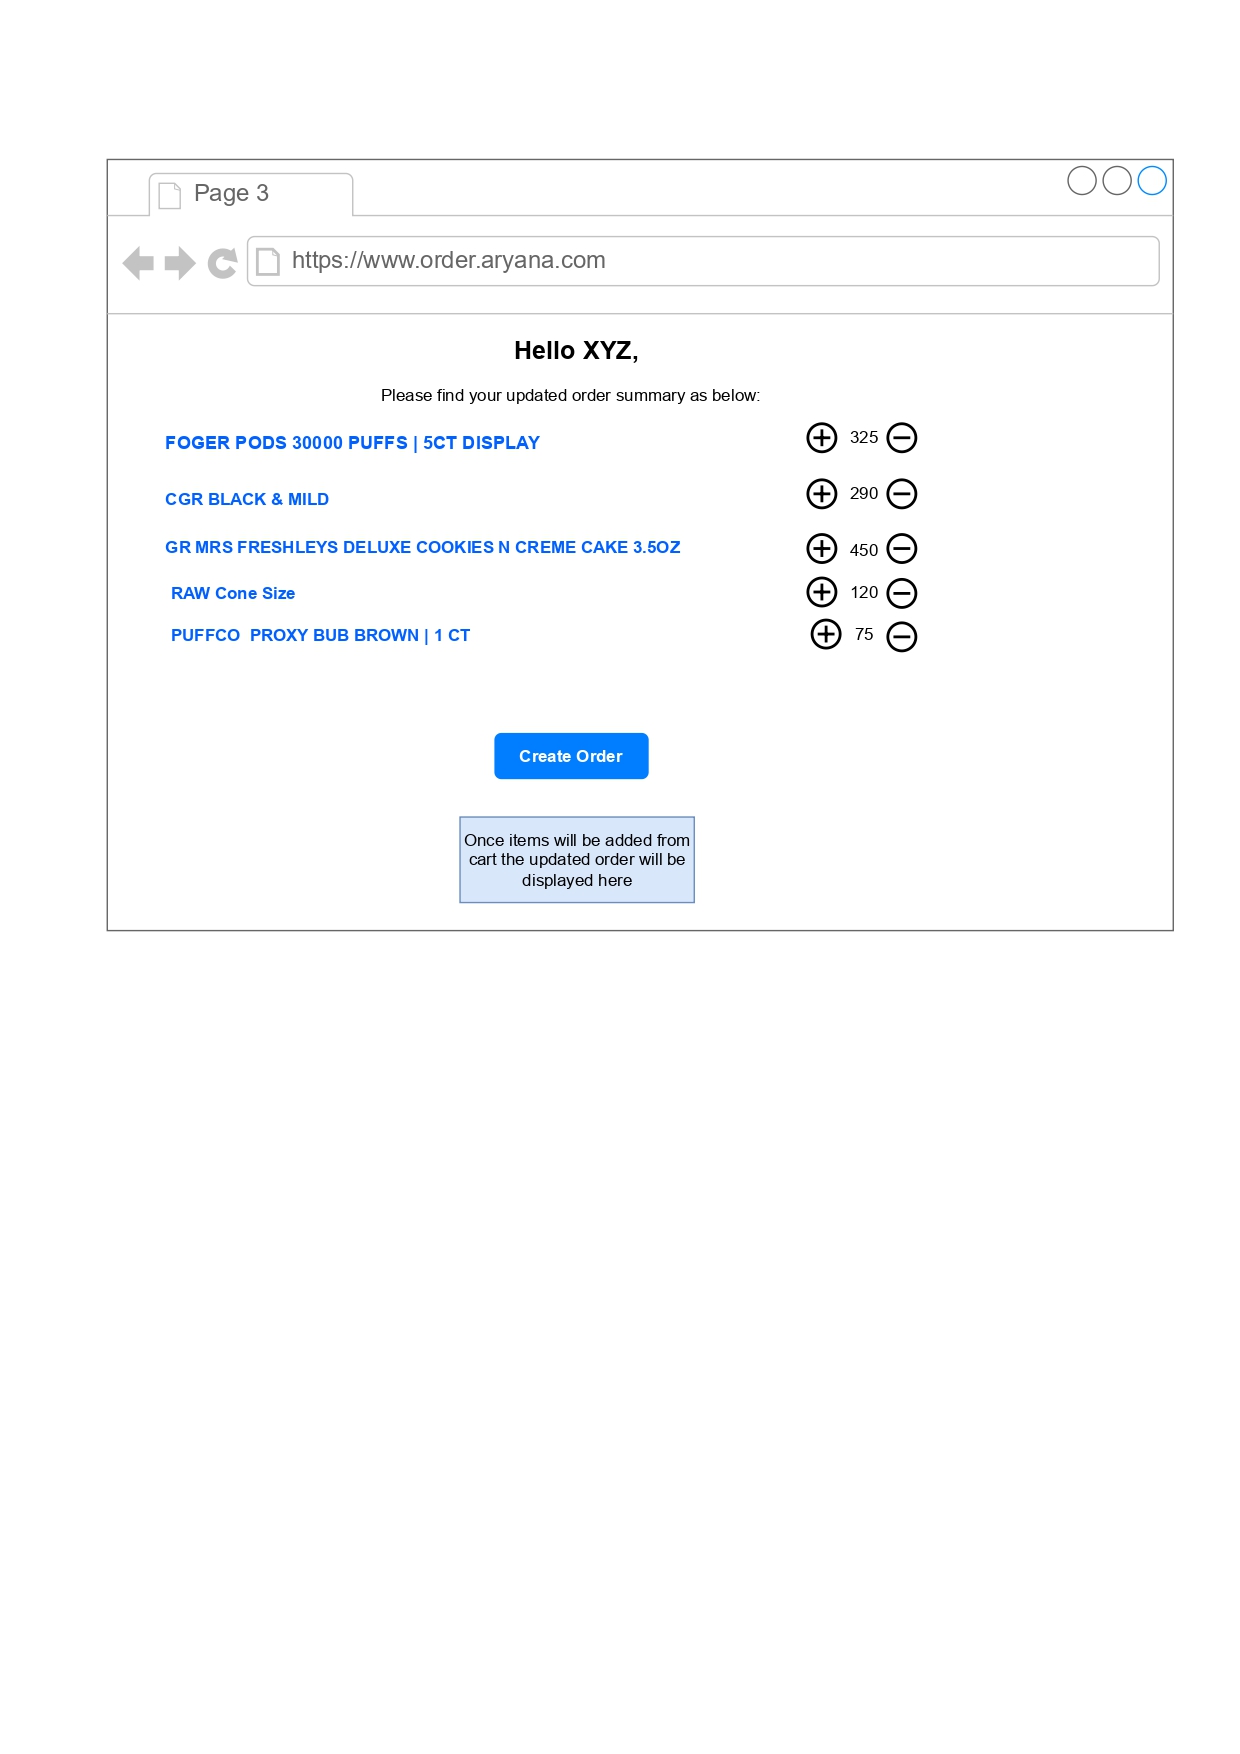 Page 3
https://www.order.aryana.com
Hello XYZ,
Please find your updated order summary as below:
FOGER PODS 30000 PUFFS | 5CT DISPLAY 325
CGR BLACK & MILD 290
GR MRS FRESHLEYS DELUXE COOKIES N CREME CAKE 3.5OZ 450
RAW Cone Size 120
PUFFCO  PROXY BUB BROWN | 1 CT 75
Create Order
Once items will be added from
cart the updated order will be
displayed here